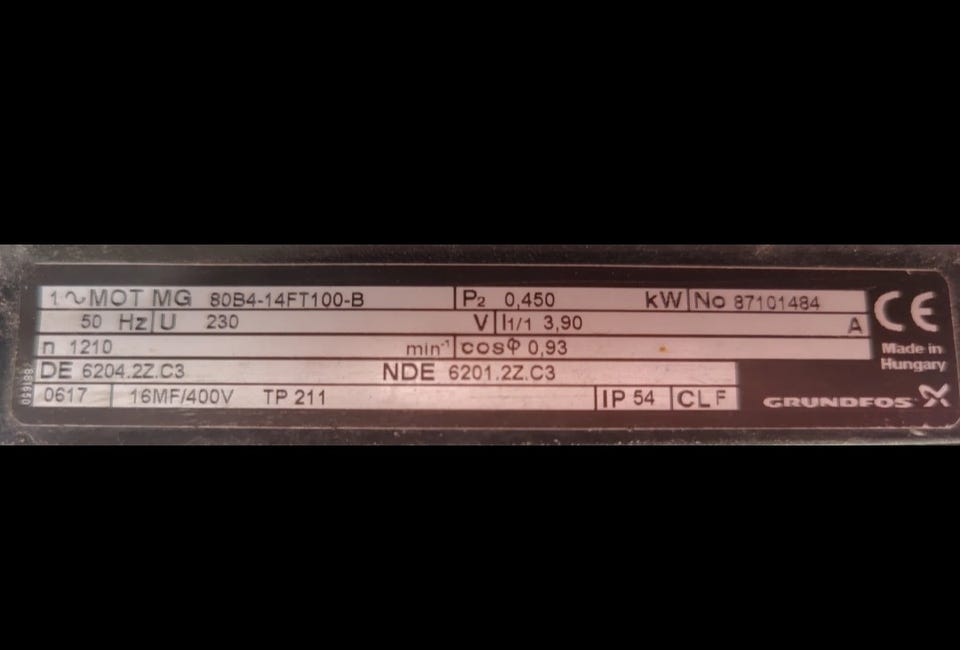 1∿MOT MG 80B4-14FT100-B P2 0,450 kW No 87101484
50 Hz U 230 V I1/1 3,90 A
n 1210 min-1 cosφ 0,93
DE 6204.2Z.C3 NDE 6201.2Z.C3
0617 16MF/400V TP 211 IP 54 CL F
CE
Made in
Hungary
GRUNDFOS